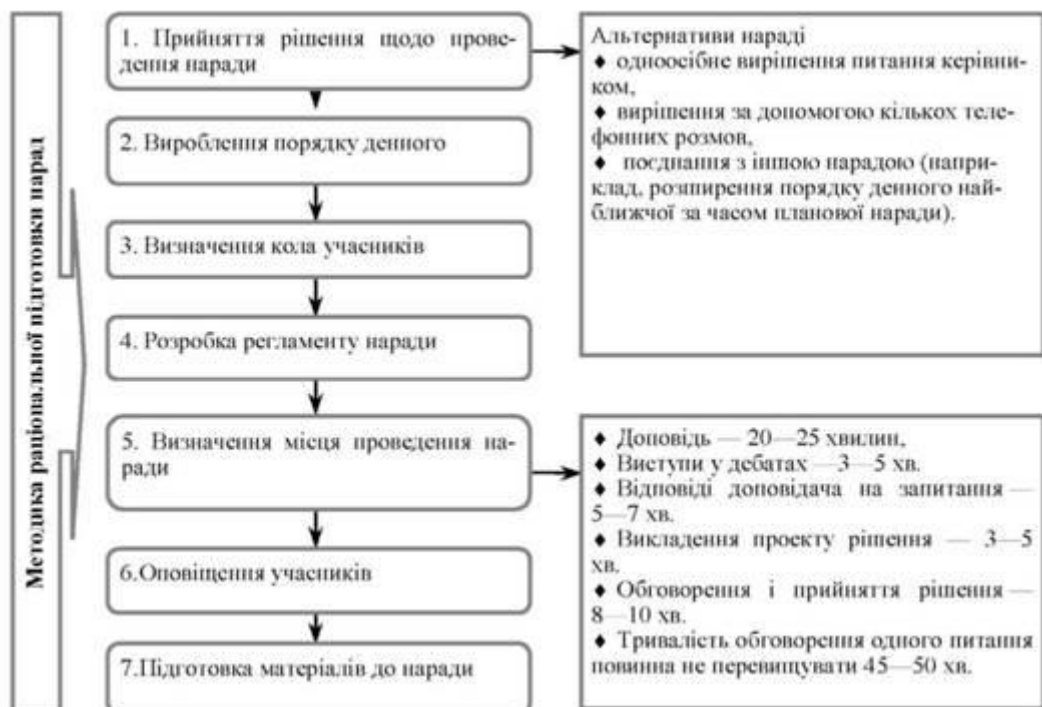 Методика раціональної підготовки нарад
1. Прийняття рішення щодо прове-
дення наради
2. Вироблення порядку денного
3. Визначення кола учасників
4. Розробка регламенту наради
5. Визначення місця проведення на-
ради
6.Оповіщення учасників
7.Підготовка матеріалів до наради
Альтернативи нараді
♦ одноосібне вирішення питання керівни-
ком,
♦ вирішення за допомогою кількох теле-
фонних розмов,
♦ поєднання з іншою нарадою (наприк-
лад, розширення порядку денного най-
ближчої за часом планової наради).
♦ Доповідь — 20—25 хвилин,
♦ Виступи у дебатах —3—5 хв.
♦ Відповіді доповідача на запитання —
5—7 хв.
♦ Викладення проекту рішення — 3—5
хв.
♦ Обговорення і прийняття рішення —
8—10 хв.
♦ Тривалість обговорення одного питання
повинна не перевищувати 45—50 хв.